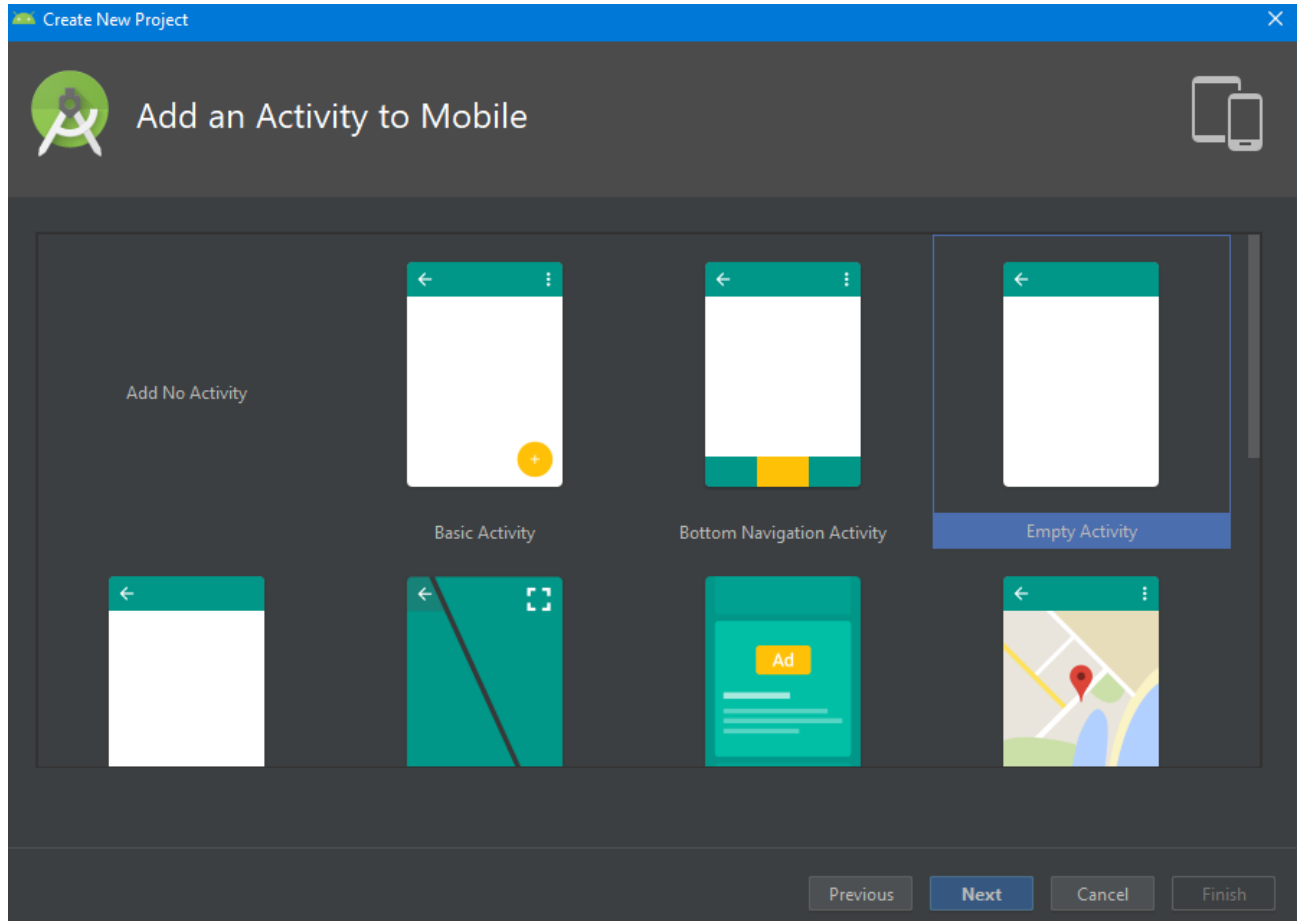 Create New Project
Add an Activity to Mobile
Add No Activity
Basic Activity
Bottom Navigation Activity
Empty Activity
Ad
Previous
Next
Cancel
Finish